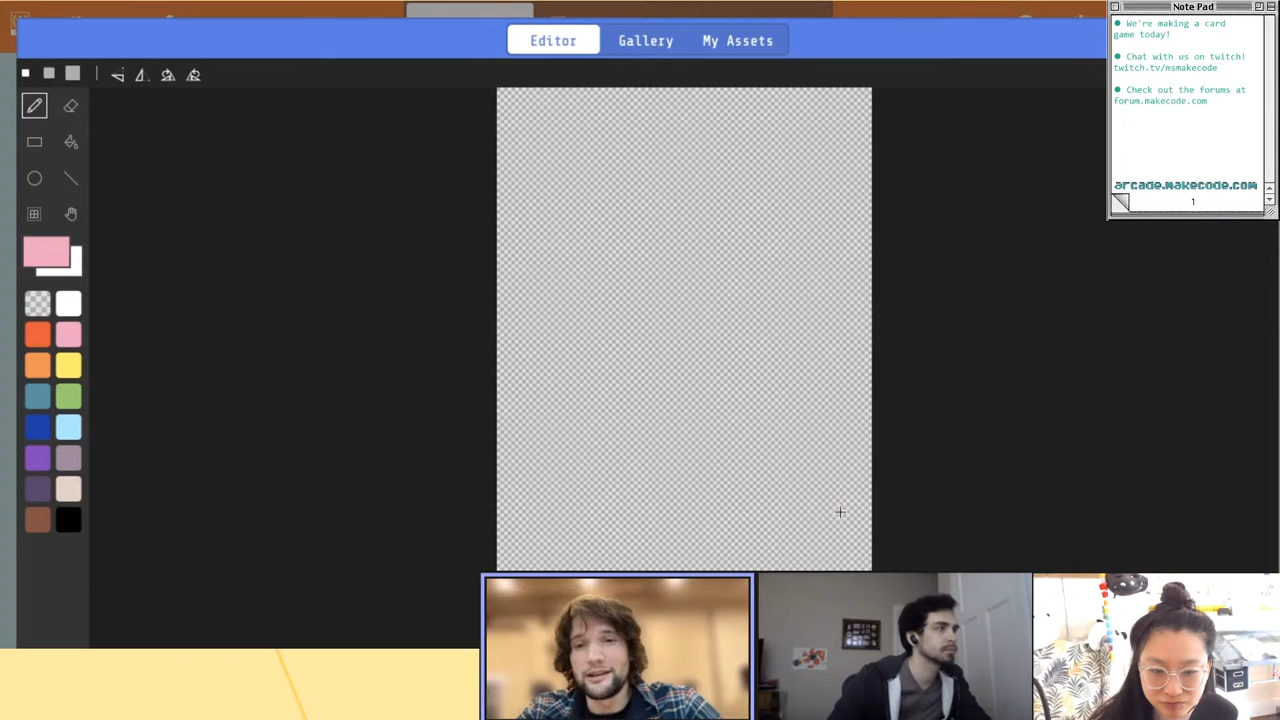 Editor
Gallery
My Assets
Note Pad
We're making a card
game today!
Chat with us on twitch!
twitch.tv/msmakecode
Check out the forums at
forum.makecode.com
arcade.makecode.com
1